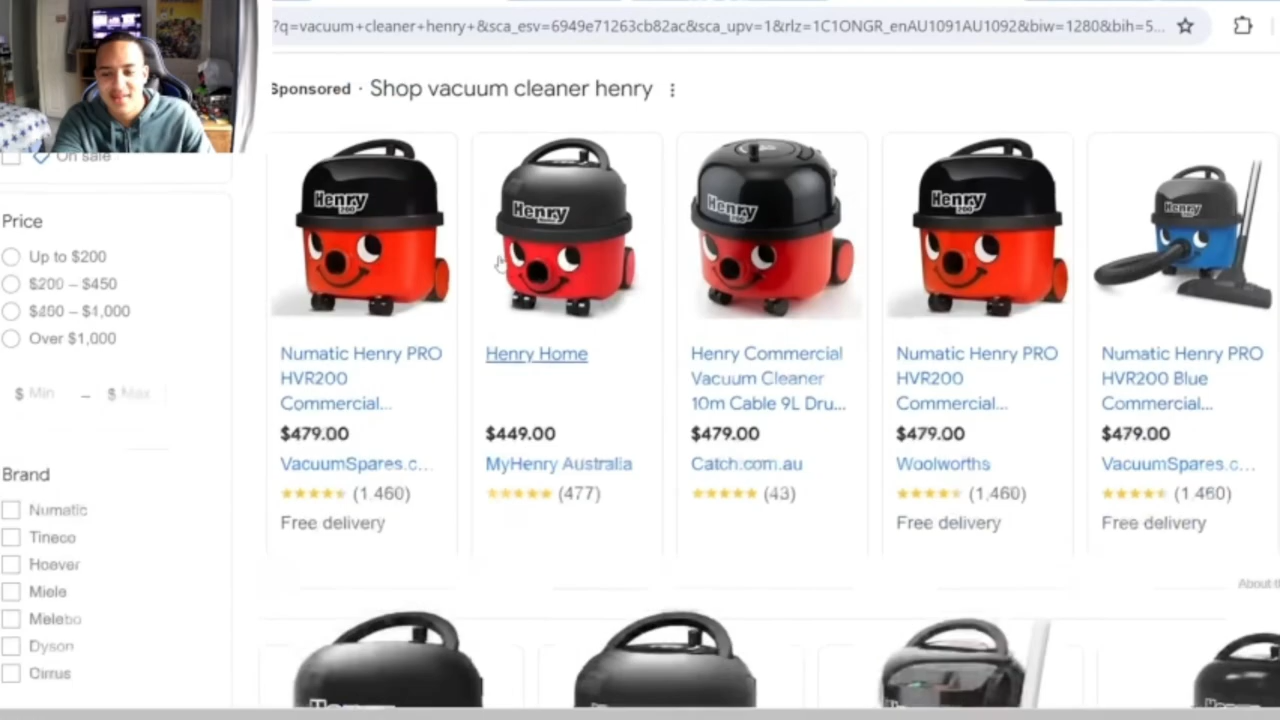 ?q=vacuum+cleaner+henry+&sca_esv=6949e71263cb82ac&sca_upv=1&rlz=1C1ONGR_enAU1091AU1092&biw=1280&bih=5...
Sponsored · Shop vacuum cleaner henry
On sale
Price
Up to $200
$200 – $450
$450 – $1,000
Over $1,000
$ Min – $ Max
Brand
Numatic
Tineco
Hoover
Miele
Dyson
Cirrus
Henry
Henry
Henry
Henry
Henry
Numatic Henry PRO
HVR200
Commercial...
$479.00
VacuumSpares.c...
(1,460)
Free delivery
Henry Home
$449.00
MyHenry Australia
(477)
Henry Commercial
Vacuum Cleaner
10m Cable 9L Dru...
$479.00
Catch.com.au
(43)
Numatic Henry PRO
HVR200
Commercial...
$479.00
Woolworths
(1,460)
Free delivery
Numatic Henry PRO
HVR200 Blue
Commercial...
$479.00
VacuumSpares.c...
(1,460)
Free delivery